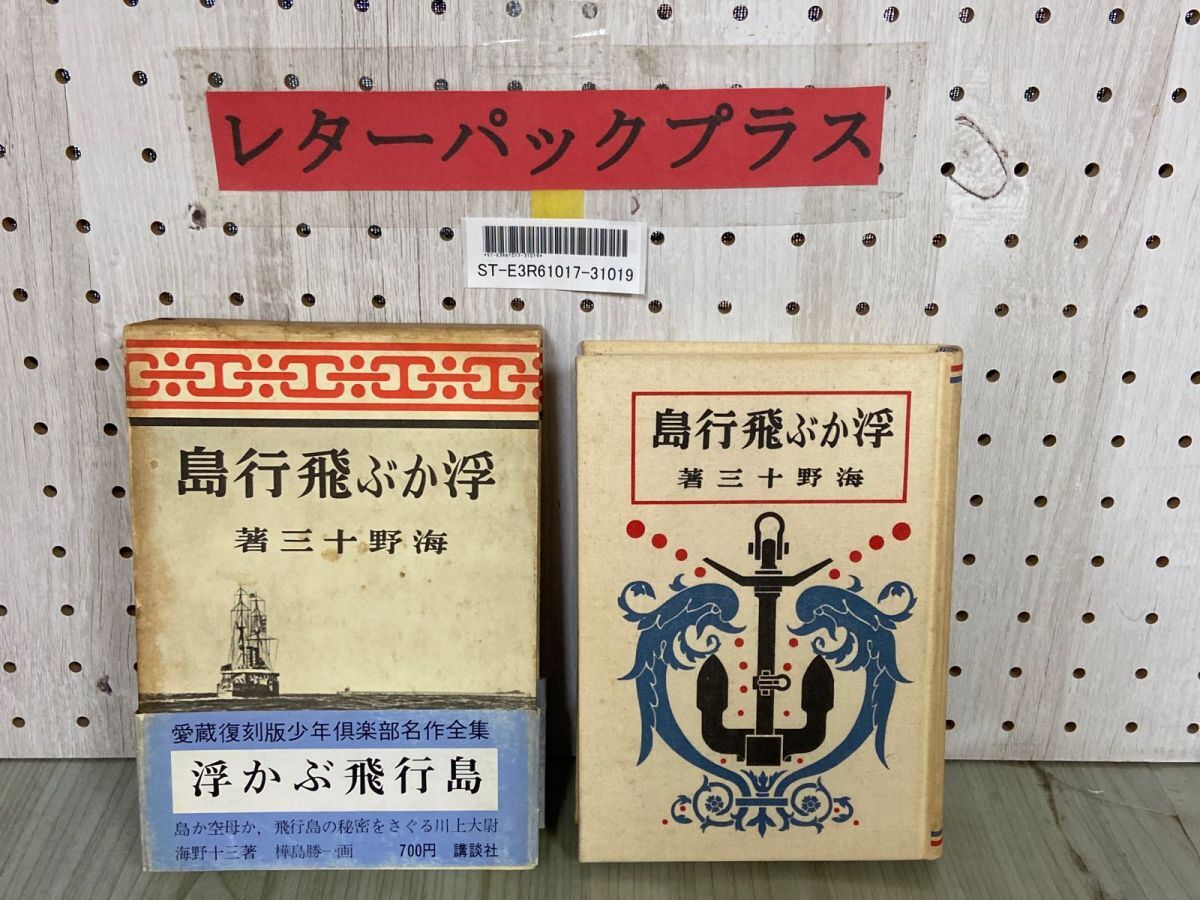 レターパックプラス
*ST-E3R61017-31019*
ST-E3R61017-31019
浮かぶ飛行島
海野十三著
愛蔵復刻版少年倶楽部名作全集
浮かぶ飛行島
島か空母か，飛行島の秘密をさぐる川上大尉
海野十三著 樺島勝一・画 700円 講談社
浮かぶ飛行島
海野十三著